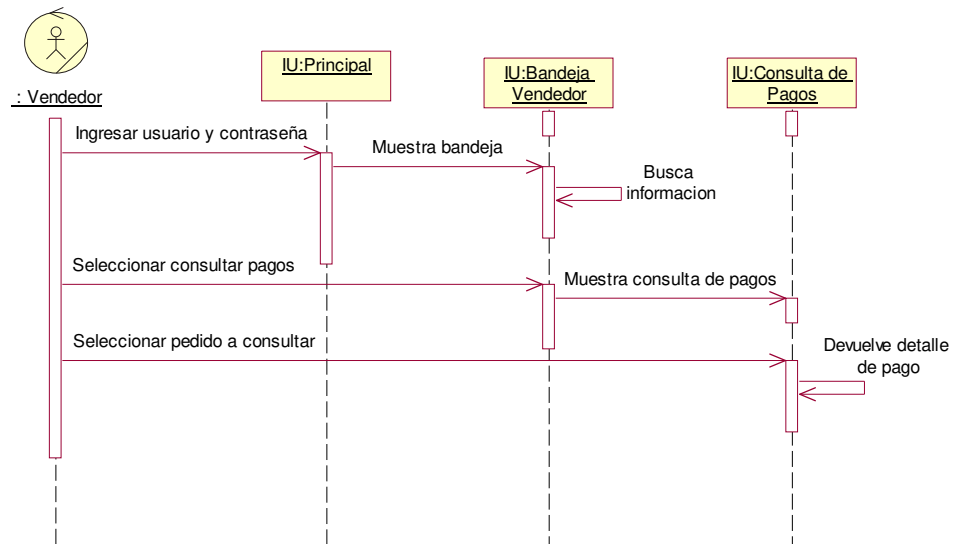 : Vendedor
IU:Principal
IU:Bandeja
Vendedor
IU:Consulta de
Pagos
Ingresar usuario y contraseña
Muestra bandeja
Busca
informacion
Seleccionar consultar pagos
Muestra consulta de pagos
Seleccionar pedido a consultar
Devuelve detalle
de pago